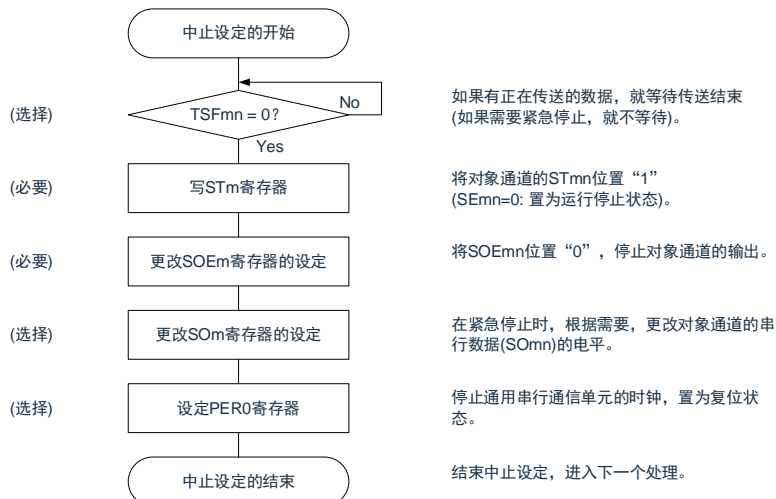 中止设定的开始
(选择)
TSFmn = 0?
No
Yes
如果有正在传送的数据，就等待传送结束
(如果需要紧急停止，就不等待)。
(必要)
写STm寄存器
将对象通道的STmn位置“1”
(SEmn=0: 置为运行停止状态)。
(必要)
更改SOEm寄存器的设定
将SOEmn位置“0”，停止对象通道的输出。
(选择)
更改SOm寄存器的设定
在紧急停止时，根据需要，更改对象通道的串
行数据(SOmn)的电平。
(选择)
设定PER0寄存器
停止通用串行通信单元的时钟，置为复位状
态。
中止设定的结束
结束中止设定，进入下一个处理。